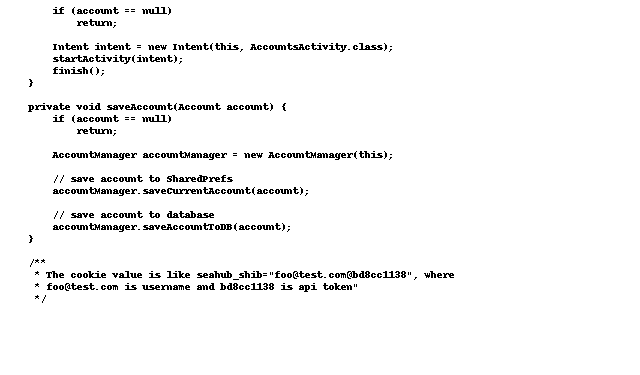 if (account == null)
return;
Intent intent = new Intent(this, AccountsActivity.class);
startActivity(intent);
finish();
}
private void saveAccount(Account account) {
if (account == null)
return;
AccountManager accountManager = new AccountManager(this);
// save account to SharedPrefs
accountManager.saveCurrentAccount(account);
// save account to database
accountManager.saveAccountToDB(account);
}
/**
* The cookie value is like seahub_shib="foo@test.com@bd8cc1138", where
* foo@test.com is username and bd8cc1138 is api token"
*/